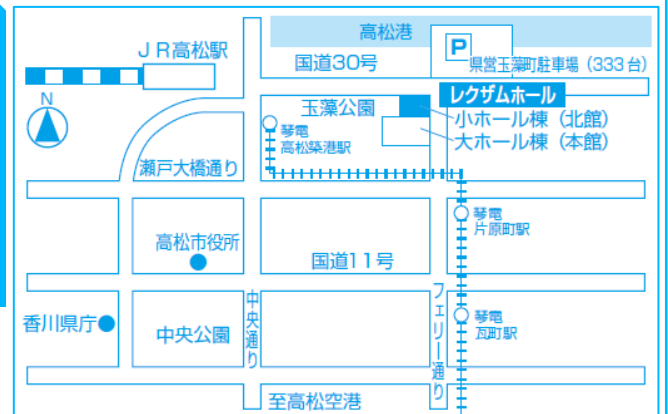 高松港
JR高松駅
国道30号
P
県営玉藻町駐車場（333台）
N
玉藻公園
レクザムホール
小ホール棟（北館）
大ホール棟（本館）
琴電
高松築港駅
瀬戸大橋通り
琴電
片原町駅
高松市役所
国道11号
香川県庁
中央公園
中央通り
フェリー通り
琴電
瓦町駅
至高松空港